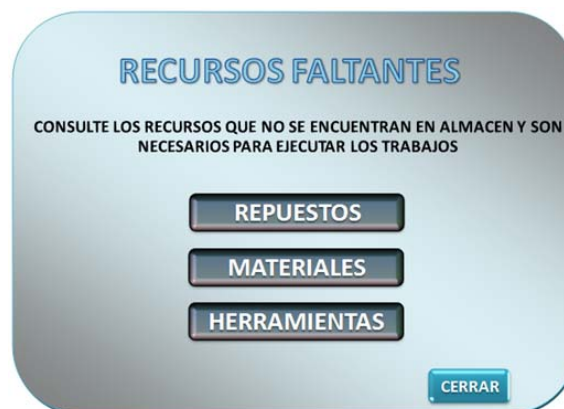 RECURSOS FALTANTES
CONSULTE LOS RECURSOS QUE NO SE ENCUENTRAN EN ALMACEN Y SON
NECESARIOS PARA EJECUTAR LOS TRABAJOS
REPUESTOS
MATERIALES
HERRAMIENTAS
CERRAR